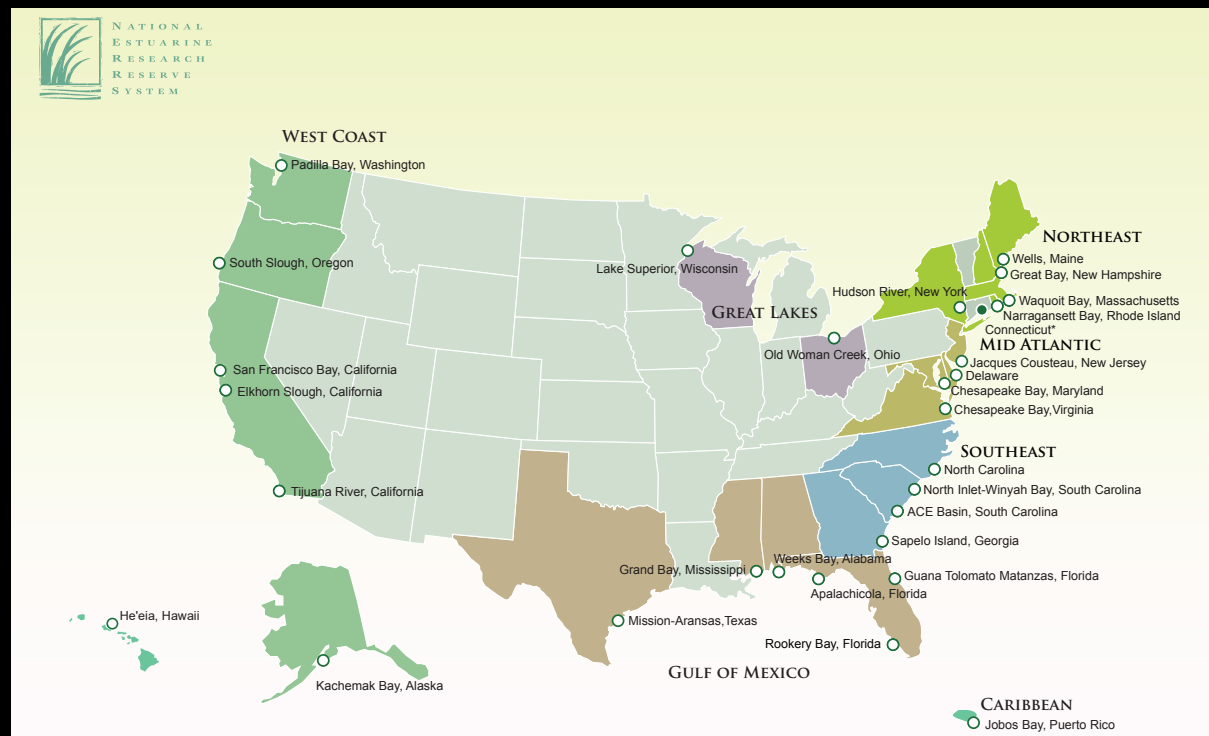 NATIONAL
ESTUARINE
RESEARCH
RESERVE
SYSTEM
WEST COAST
Padilla Bay, Washington
South Slough, Oregon
San Francisco Bay, California
Elkhorn Slough, California
Tijuana River, California
Lake Superior, Wisconsin
GREAT LAKES
Old Woman Creek, Ohio
NORTHEAST
Wells, Maine
Great Bay, New Hampshire
Hudson River, New York
Waquoit Bay, Massachusetts
Narragansett Bay, Rhode Island
Connecticut*
MID ATLANTIC
Jacques Cousteau, New Jersey
Delaware
Chesapeake Bay, Maryland
Chesapeake Bay,Virginia
SOUTHEAST
North Carolina
North Inlet-Winyah Bay, South Carolina
ACE Basin, South Carolina
Sapelo Island, Georgia
Weeks Bay, Alabama
Grand Bay, Mississippi
Guana Tolomato Matanzas, Florida
Apalachicola, Florida
Mission-Aransas,Texas
Rookery Bay, Florida
GULF OF MEXICO
He'eia, Hawaii
Kachemak Bay, Alaska
CARIBBEAN
Jobos Bay, Puerto Rico